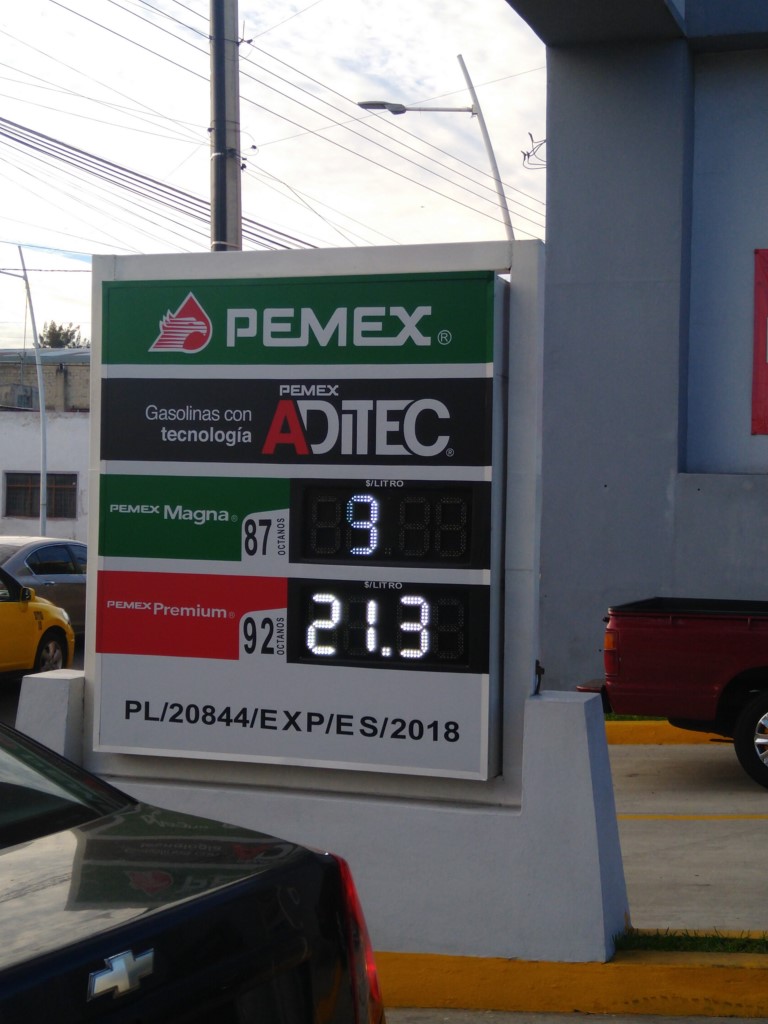 PEMEX®
PEMEX
Gasolinas con
tecnología
ADITEC®
$/LITRO
PEMEX Magna®
87
OCTANOS
9
$/LITRO
PEMEX Premium®
92
OCTANOS
21.3
PL/20844/EXP/ES/2018